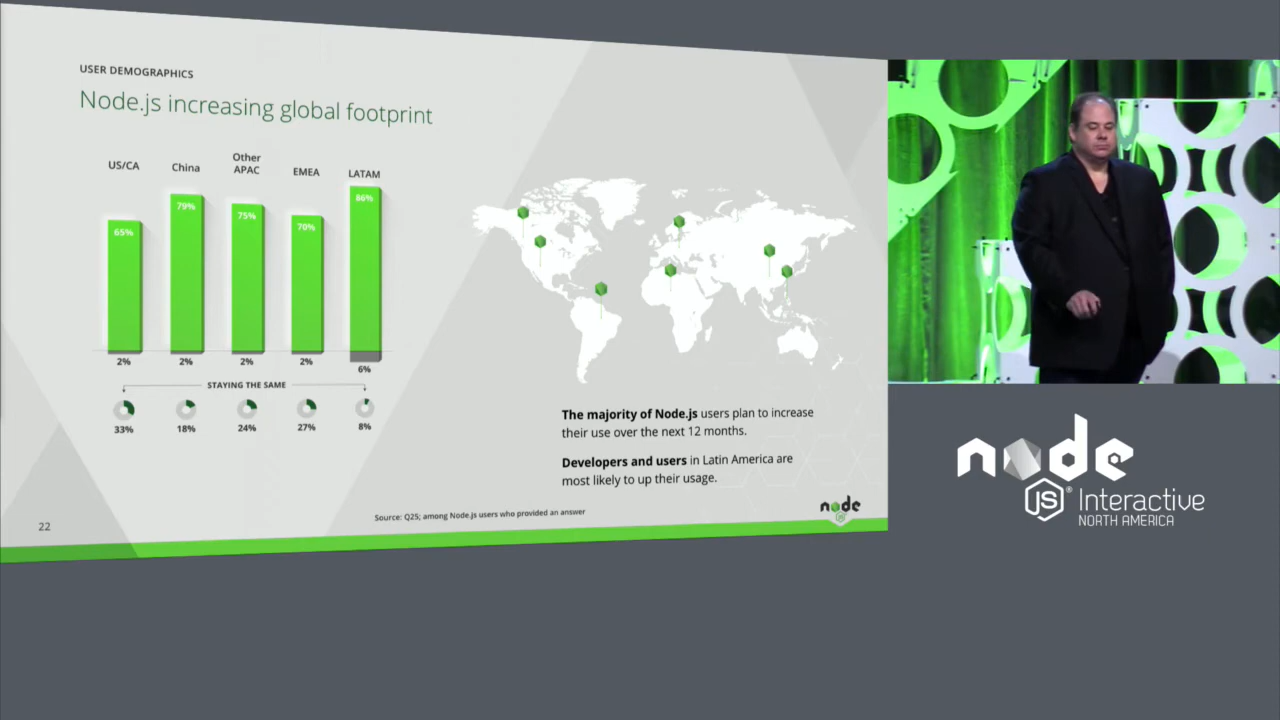 USER DEMOGRAPHICS
Node.js increasing global footprint
US/CA
China
Other
APAC
EMEA
LATAM
65%
79%
75%
70%
86%
2%
2%
2%
2%
6%
STAYING THE SAME
33%
18%
24%
27%
8%
The majority of Node.js users plan to increase
their use over the next 12 months.
Developers and users in Latin America are
most likely to up their usage.
Source: Q25; among Node.js users who provided an answer
22
node
JS
node
JS® Interactive
NORTH AMERICA